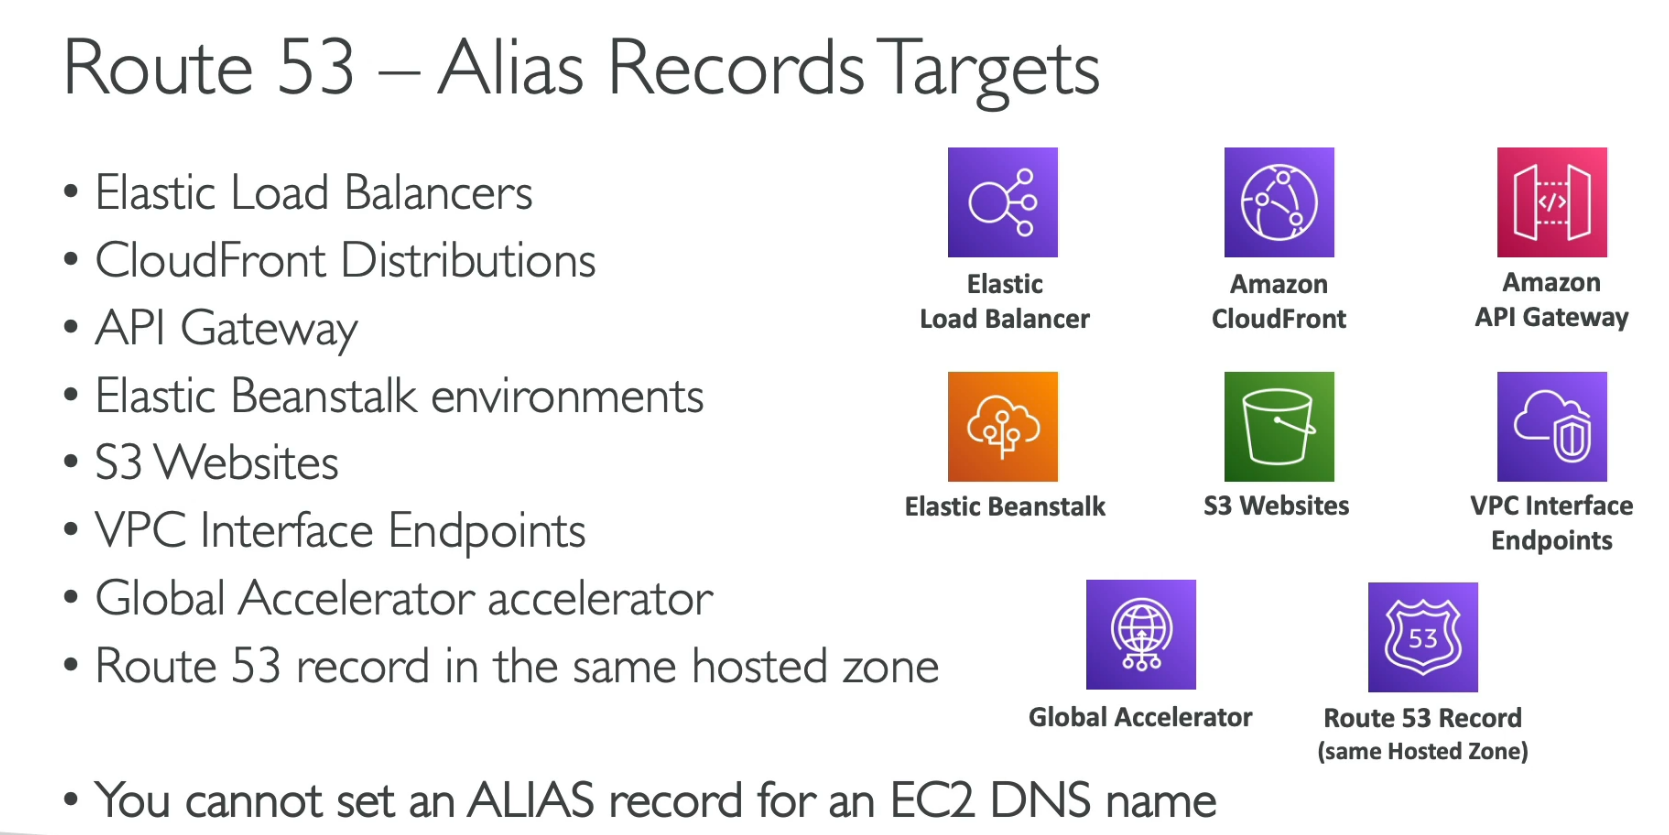 Route 53 – Alias Records Targets
• Elastic Load Balancers
• CloudFront Distributions
• API Gateway
• Elastic Beanstalk environments
• S3 Websites
• VPC Interface Endpoints
• Global Accelerator accelerator
• Route 53 record in the same hosted zone
• You cannot set an ALIAS record for an EC2 DNS name
Elastic
Load Balancer
Amazon
CloudFront
</>
Amazon
API Gateway
Elastic Beanstalk
S3 Websites
VPC Interface
Endpoints
Global Accelerator
53
Route 53 Record
(same Hosted Zone)